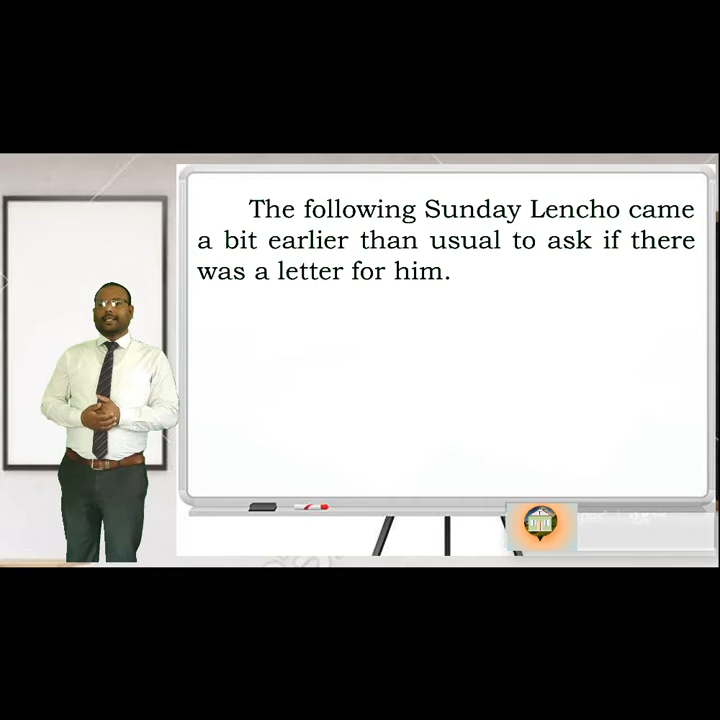 The following Sunday Lencho came
a bit earlier than usual to ask if there
was a letter for him.